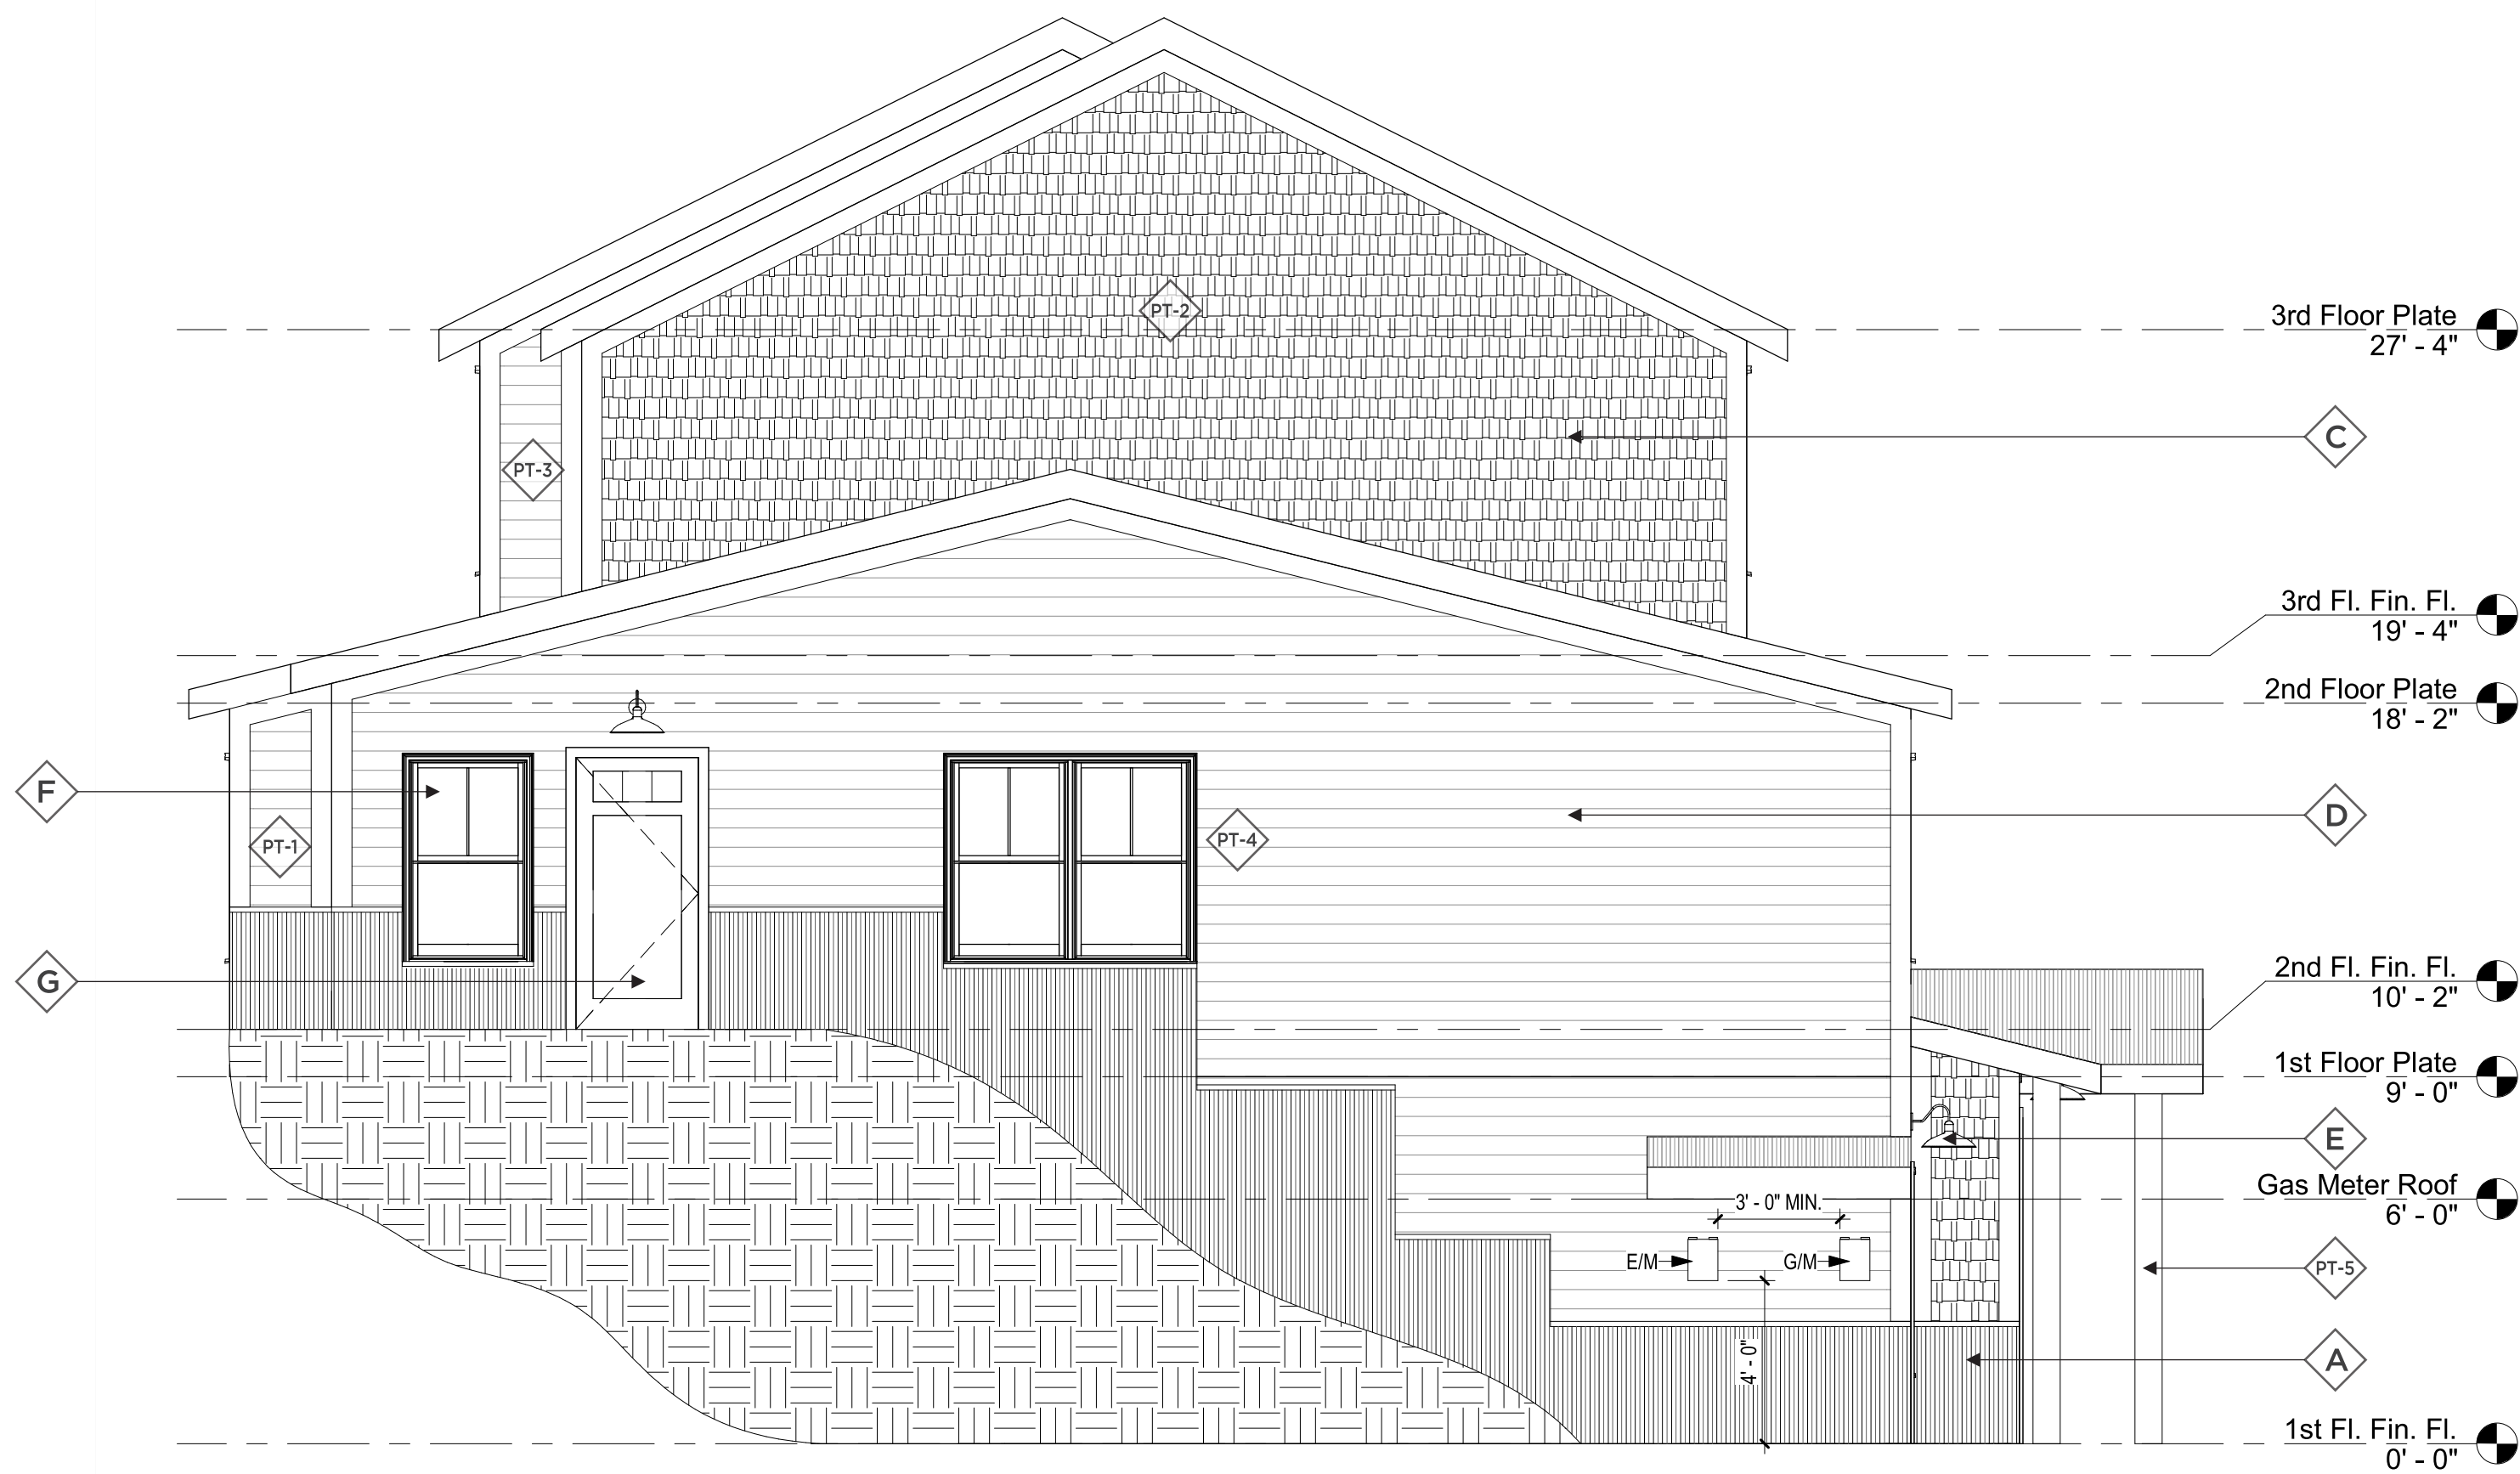 PT-2
3rd Floor Plate
27' - 4"
C
PT-3
3rd Fl. Fin. Fl.
19' - 4"
2nd Floor Plate
18' - 2"
F
D
PT-1
PT-4
G
2nd Fl. Fin. Fl.
10' - 2"
1st Floor Plate
9' - 0"
E
Gas Meter Roof
6' - 0"
3' - 0" MIN.
E/M
G/M
PT-5
4' - 0"
A
1st Fl. Fin. Fl.
0' - 0"